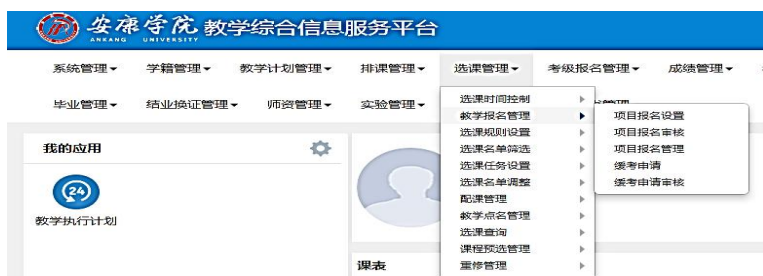 安康学院 教学综合信息服务平台
ANKANG UNIVERSITY
系统管理 学籍管理 教学计划管理 排课管理 选课管理 考级报名管理 成绩管理
毕业管理 结业换证管理 师资管理 实验管理
选课时间控制
教学报名管理
选课规则设置
选课名单筛选
选课任务设置
选课名单调整
配课管理
教学点名管理
选课查询
课程预选管理
重修管理
项目报名设置
项目报名审核
项目报名管理
缓考申请
缓考申请审核
我的应用
24
教学执行计划
课表